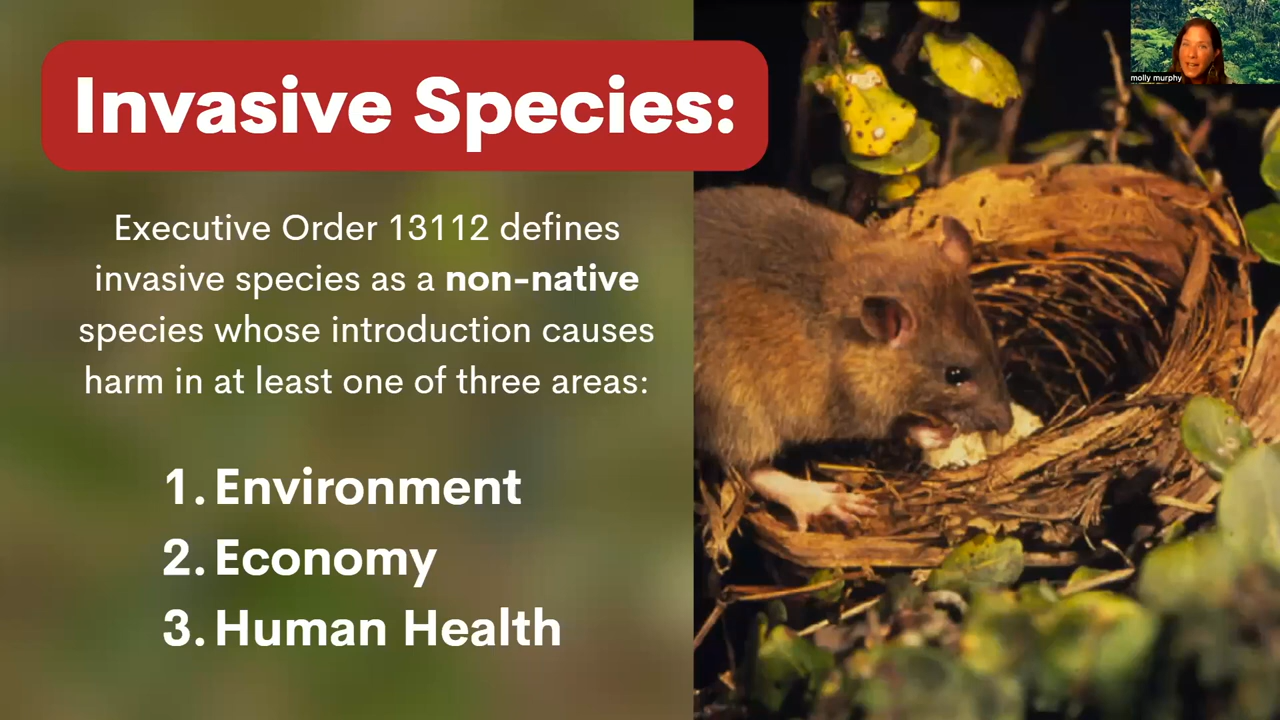 Invasive Species:
molly murphy
Executive Order 13112 defines
invasive species as a non-native
species whose introduction causes
harm in at least one of three areas:
1. Environment
2. Economy
3. Human Health